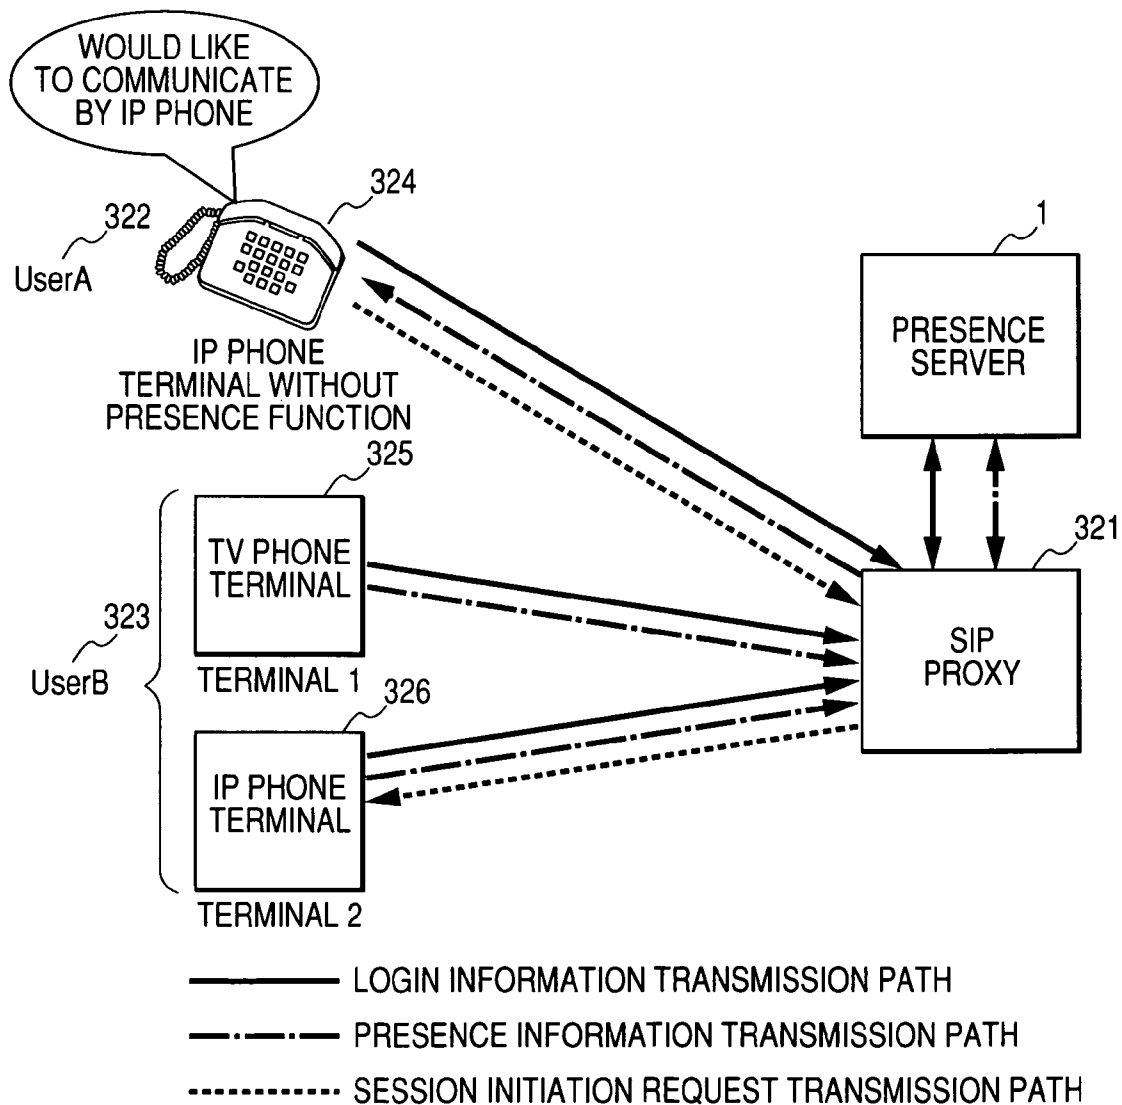 WOULD LIKE
TO COMMUNICATE
BY IP PHONE
324
322
UserA
1
PRESENCE
SERVER
IP PHONE
TERMINAL WITHOUT
PRESENCE FUNCTION
325
321
TV PHONE
TERMINAL
323
UserB
SIP
PROXY
TERMINAL 1
326
IP PHONE
TERMINAL
TERMINAL 2
LOGIN INFORMATION TRANSMISSION PATH
PRESENCE INFORMATION TRANSMISSION PATH
SESSION INITIATION REQUEST TRANSMISSION PATH